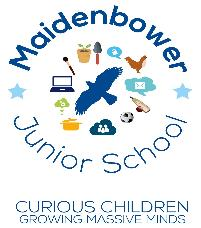 Maidenbower
Junior School
CURIOUS CHILDREN
GROWING MASSIVE MINDS